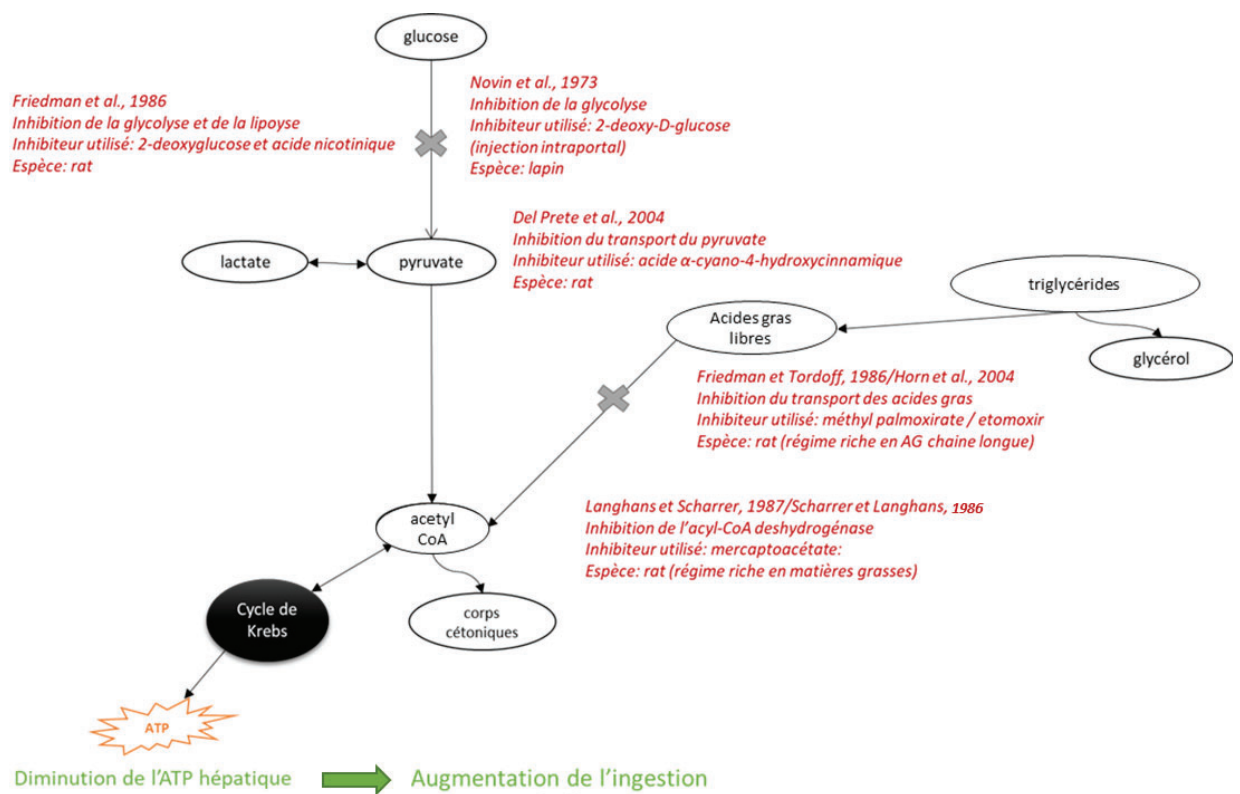 glucose
Friedman et al., 1986
Inhibition de la glycolyse et de la lipoyse
Inhibiteur utilisé: 2-deoxyglucose et acide nicotinique
Espèce: rat
Novin et al., 1973
Inhibition de la glycolyse
Inhibiteur utilisé: 2-deoxy-D-glucose
(injection intraportal)
Espèce: lapin
lactate
pyruvate
Del Prete et al., 2004
Inhibition du transport du pyruvate
Inhibiteur utilisé: acide α-cyano-4-hydroxycinnamique
Espèce: rat
triglycérides
Acides gras
libres
glycérol
Friedman et Tordoff, 1986/Horn et al., 2004
Inhibition du transport des acides gras
Inhibiteur utilisé: méthyl palmoxirate / etomoxir
Espèce: rat (régime riche en AG chaine longue)
acetyl
CoA
Langhans et Scharrer, 1987/Scharrer et Langhans, 1986
Inhibition de l'acyl-CoA deshydrogénase
Inhibiteur utilisé: mercaptoacétate:
Espèce: rat (régime riche en matières grasses)
Cycle de
Krebs
corps
cétoniques
ATP
Diminution de l'ATP hépatique
Augmentation de l'ingestion